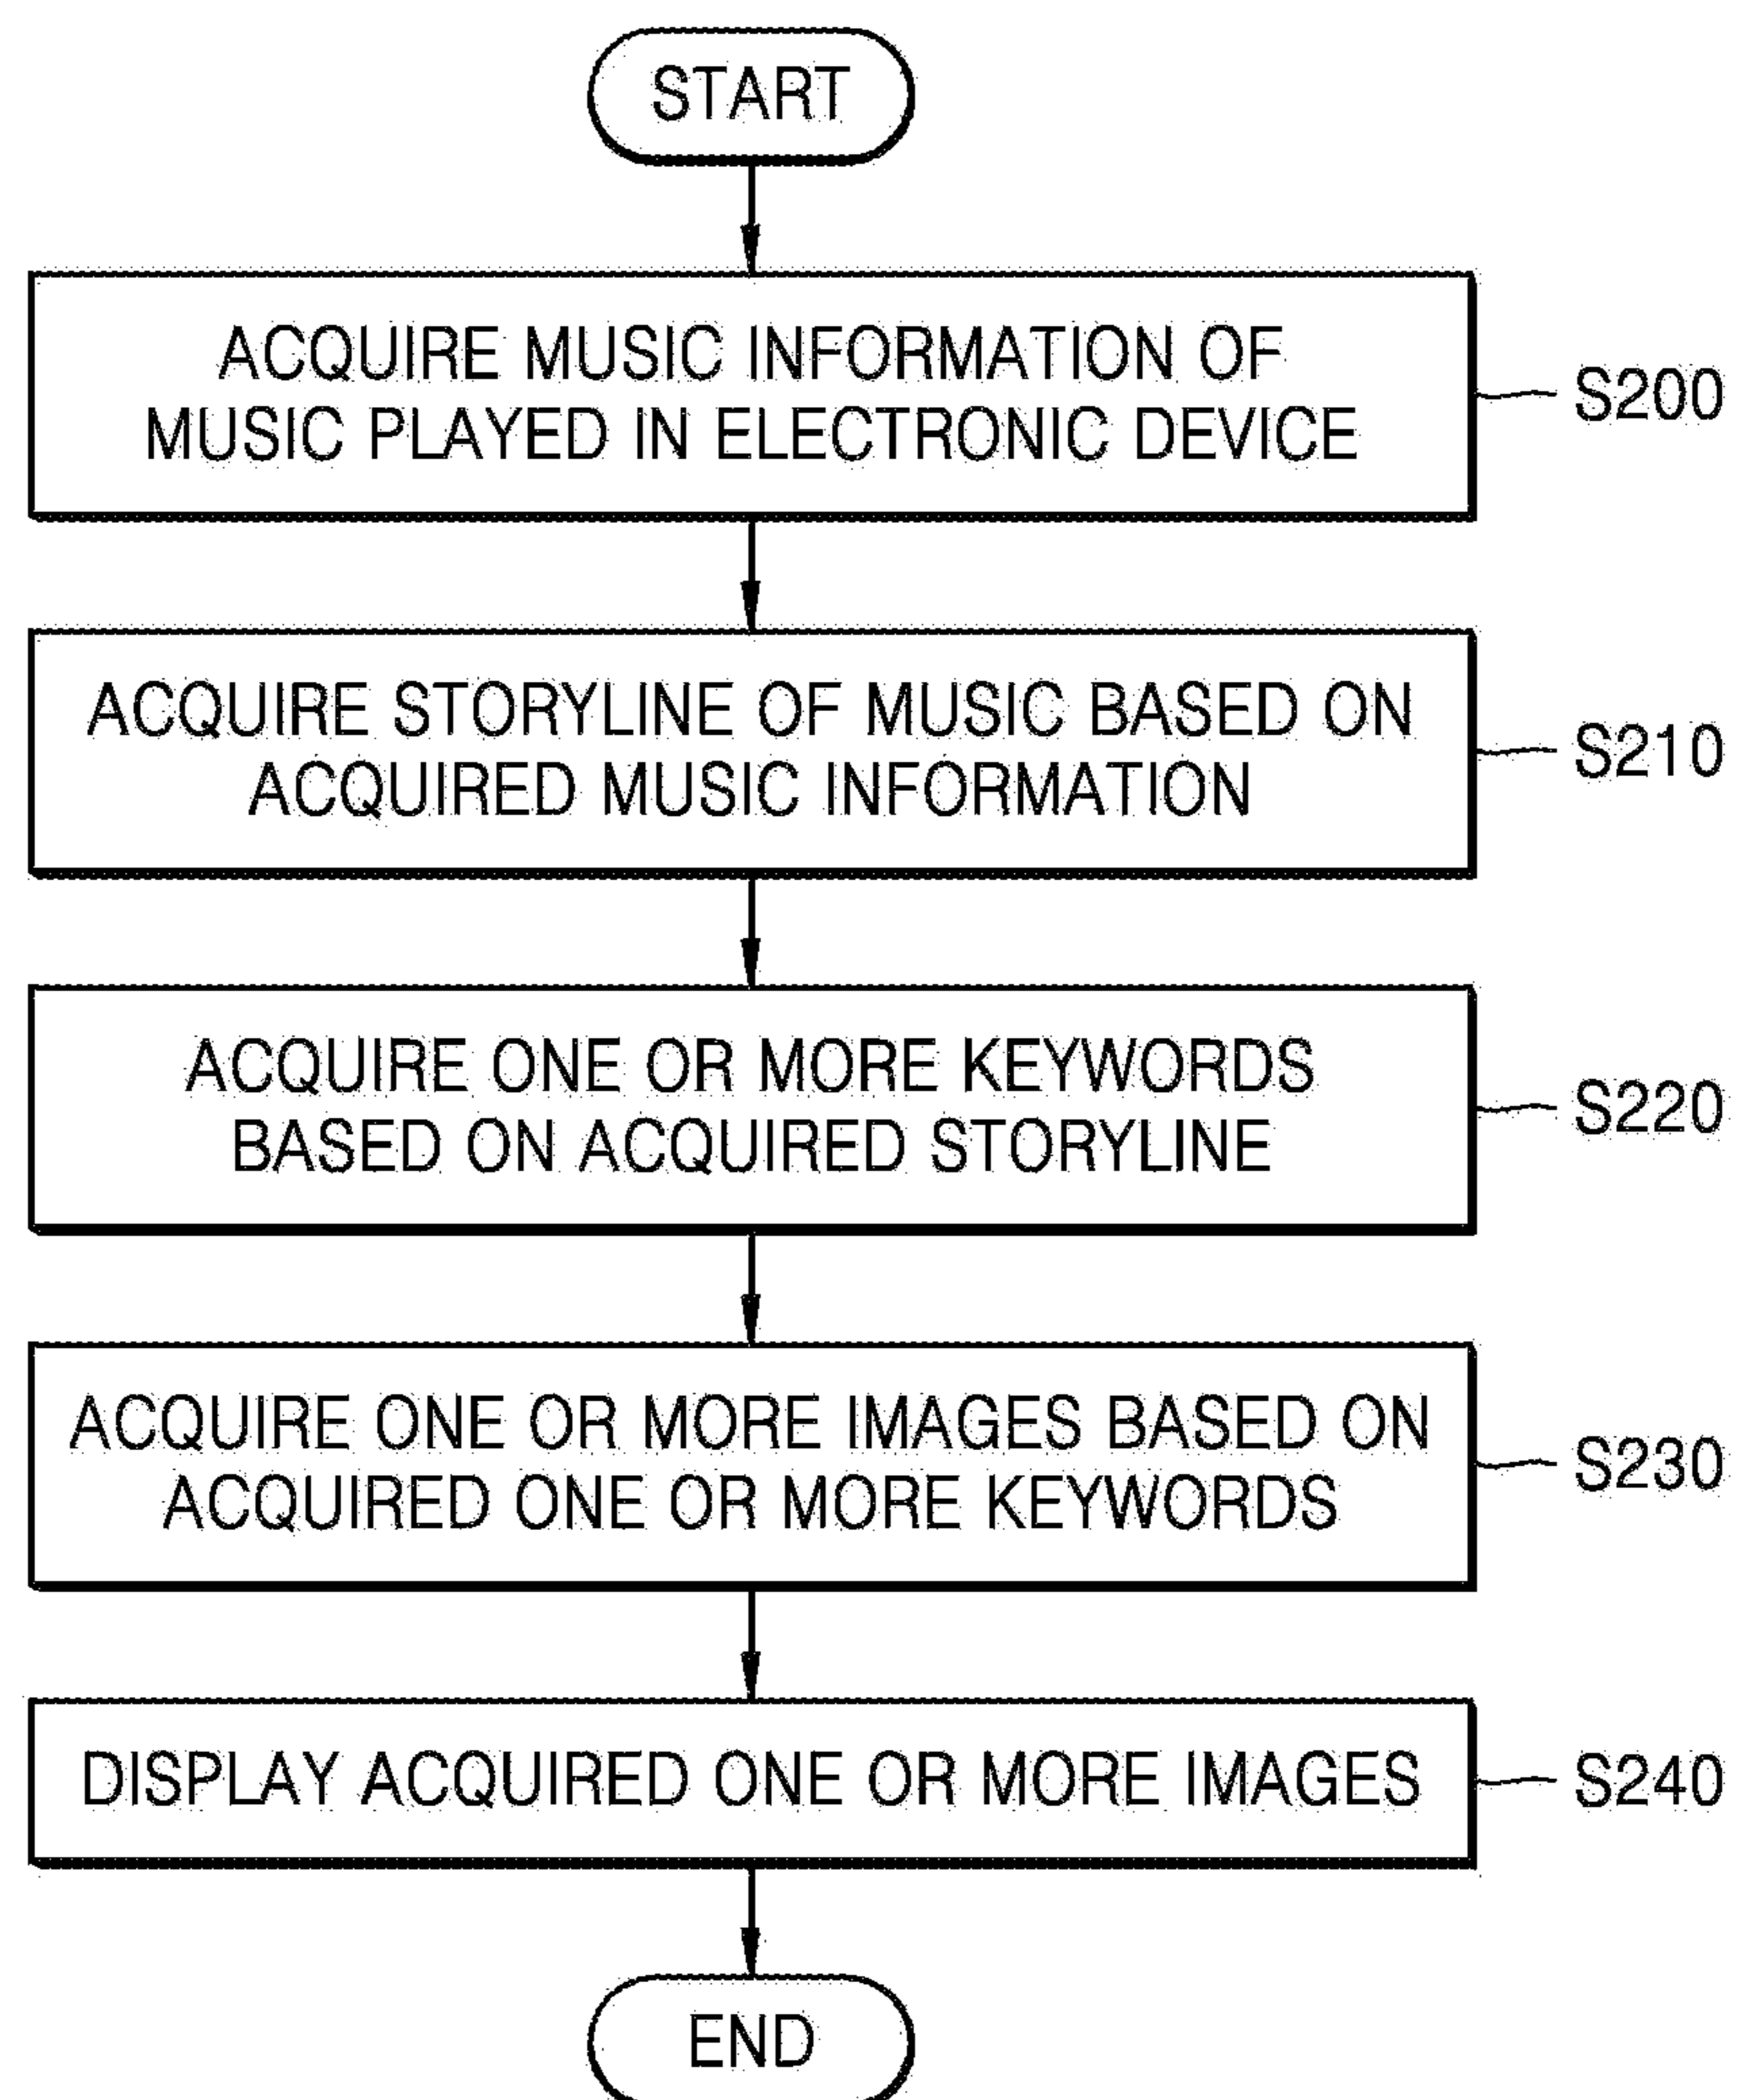 START
ACQUIRE MUSIC INFORMATION OF
MUSIC PLAYED IN ELECTRONIC DEVICE
S200
ACQUIRE STORYLINE OF MUSIC BASED ON
ACQUIRED MUSIC INFORMATION
S210
ACQUIRE ONE OR MORE KEYWORDS
BASED ON ACQUIRED STORYLINE
S220
ACQUIRE ONE OR MORE IMAGES BASED ON
ACQUIRED ONE OR MORE KEYWORDS
S230
DISPLAY ACQUIRED ONE OR MORE IMAGES
S240
END